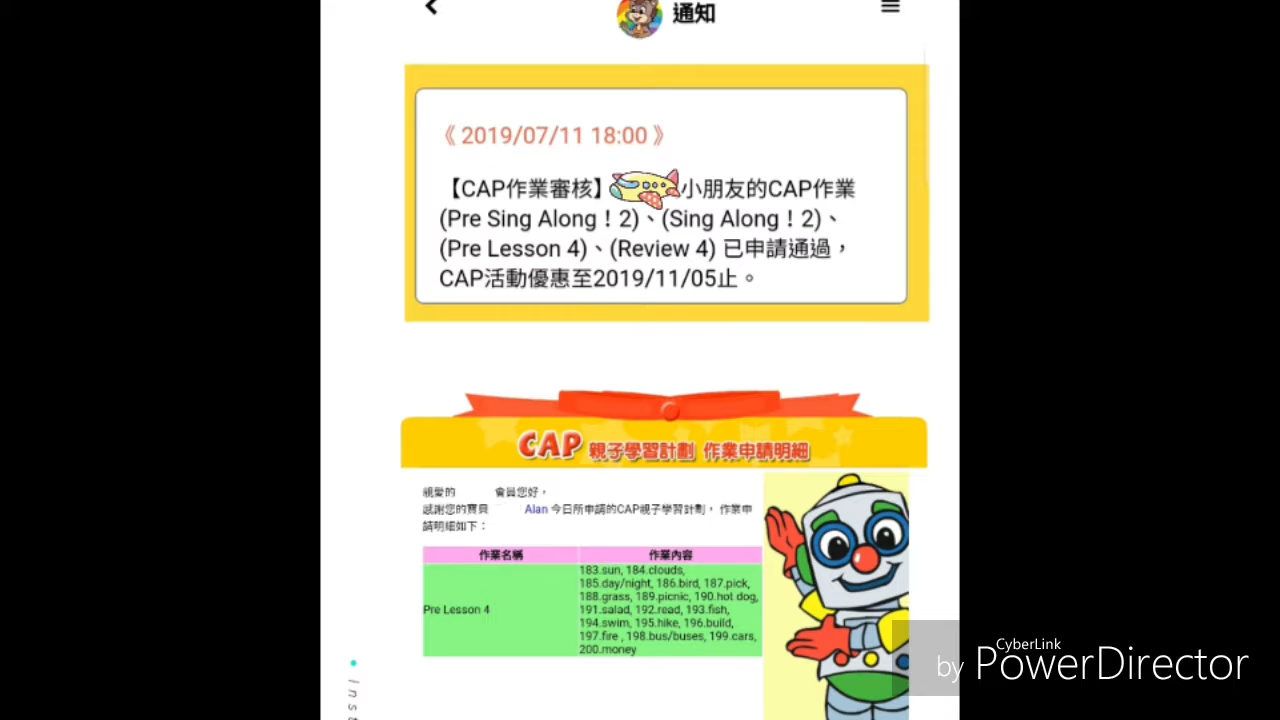 通知
《 2019/07/11 18:00 》
【CAP作業審核】小朋友的CAP作業
(Pre Sing Along！2)、(Sing Along！2)、
(Pre Lesson 4)、(Review 4) 已申請通過，
CAP活動優惠至2019/11/05止。
CAP 親子學習計劃 作業申請明細
親愛的 會員您好，
感謝您的寶貝 Alan 今日所申請的CAP親子學習計劃， 作業申
請明細如下：
作業名稱 作業內容
Pre Lesson 4
183.sun, 184.clouds,
185.day/night, 186.bird, 187.pick,
188.grass, 189.picnic, 190.hot dog,
191.salad, 192.read, 193.fish,
194.swim, 195.hike, 196.build,
197.fire , 198.bus/buses, 199.cars,
200.money
Inst
CyberLink
by PowerDirector